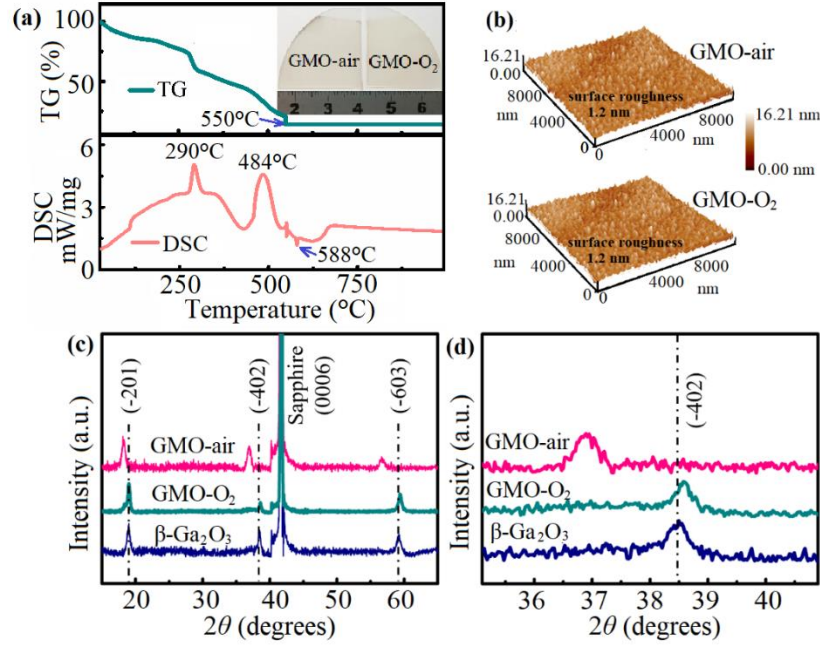 (a)
100
75
50
25
TG (%)
TG
GMO-air GMO-O₂
2 3 4 5 6
550°C
6
3
0
DSC
mW/mg
290°C
484°C
588°C
DSC
250 500 750
Temperature (°C)
(b)
GMO-air
16.21
0.00
8000
nm
4000
0
surface roughness
1.2 nm
4000
8000
nm
16.21 nm
0.00 nm
GMO-O₂
16.21
0.00
8000
nm
4000
0
surface roughness
1.2 nm
4000
8000
nm
(c)
Intensity (a.u.)
(-201)
(-402)
Sapphire
(0006)
(-603)
GMO-air
GMO-O₂
β-Ga₂O₃
20 30 40 50 60
2θ (degrees)
(d)
Intensity (a.u.)
(-402)
GMO-air
GMO-O₂
β-Ga₂O₃
36 37 38 39 40
2θ (degrees)